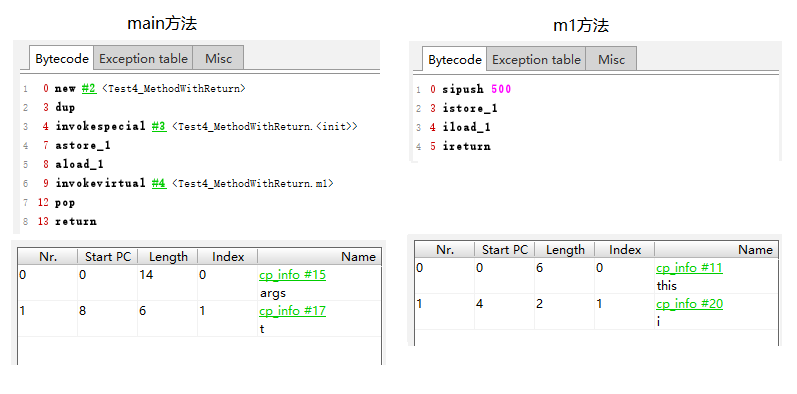 main方法
Bytecode Exception table Misc
1 0 new #2 <Test4_MethodWithReturn>
2 3 dup
3 4 invokespecial #3 <Test4_MethodWithReturn.<init>>
4 7 astore_1
5 8 aload_1
6 9 invokevirtual #4 <Test4_MethodWithReturn.m1>
7 12 pop
8 13 return
Nr. Start PC Length Index Name
0 0 14 0 cp_info #15
args
1 8 6 1 cp_info #17
t
m1方法
Bytecode Exception table Misc
1 0 sipush 500
2 3 istore_1
3 4 iload_1
4 5 ireturn
Nr. Start PC Length Index Name
0 0 6 0 cp_info #11
this
1 4 2 1 cp_info #20
i